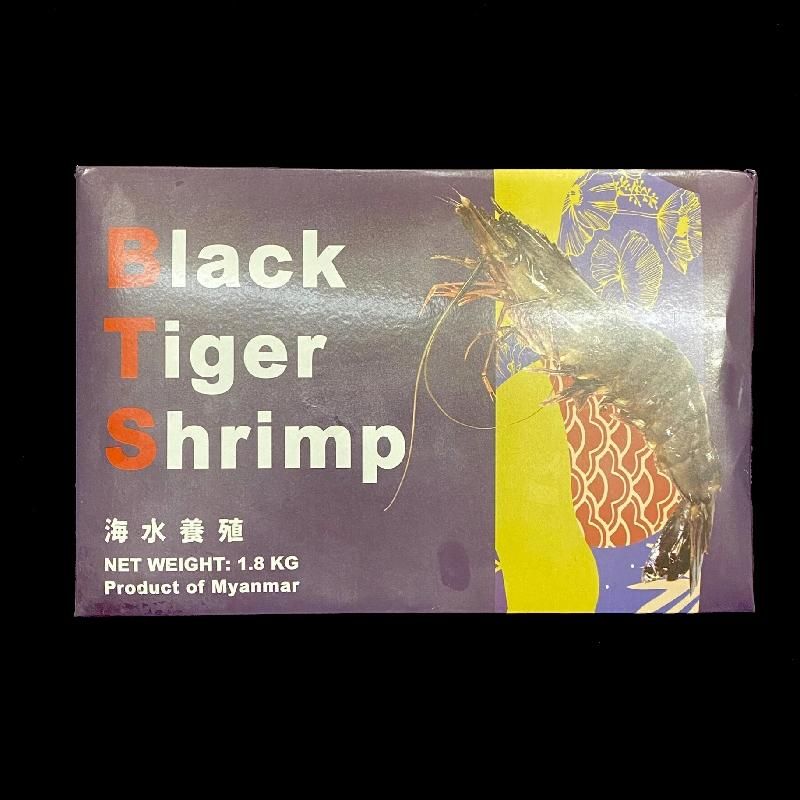 Black
Tiger
Shrimp
海水養殖
NET WEIGHT: 1.8 KG
Product of Myanmar